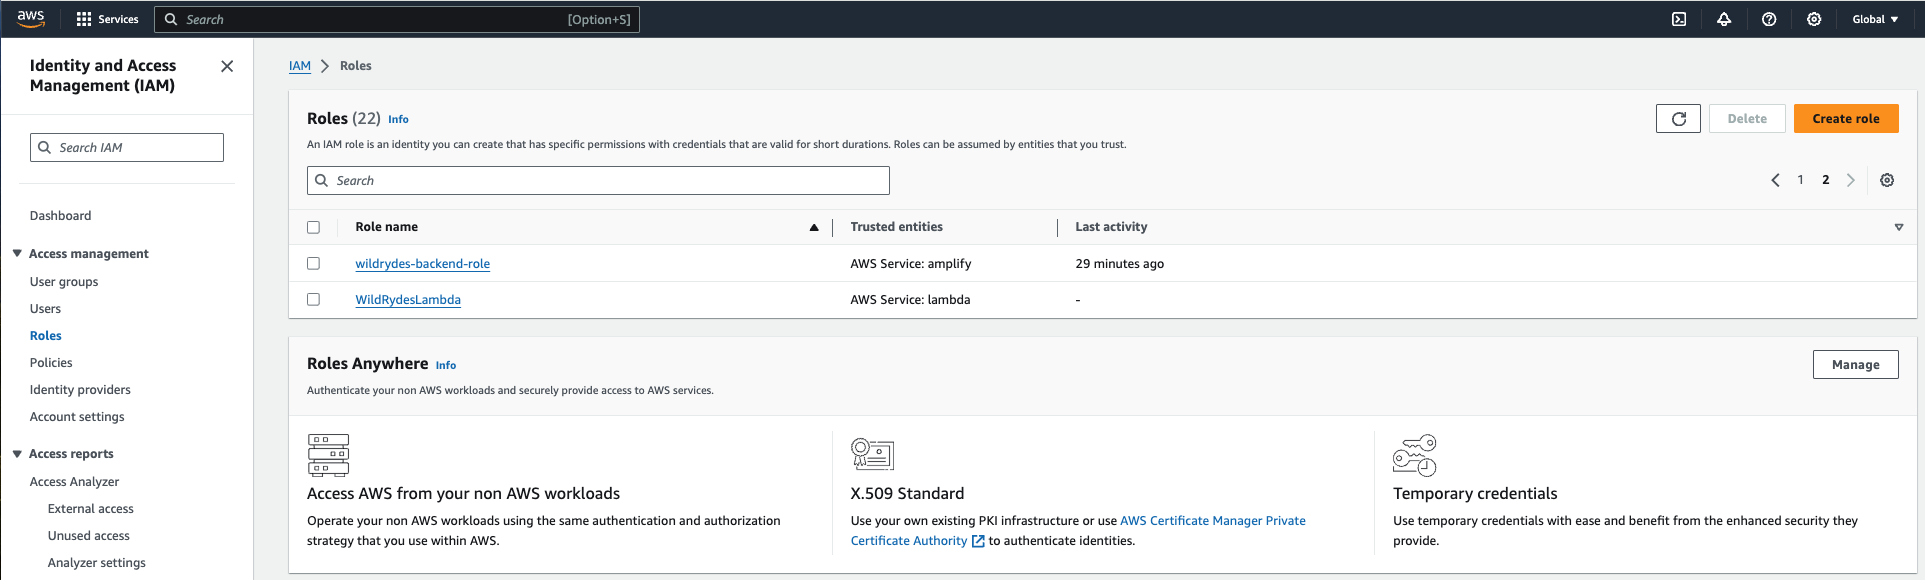 aws
Services
Search
[Option+S]
Global
Identity and Access
Management (IAM)
Search IAM
Dashboard
Access management
User groups
Users
Roles
Policies
Identity providers
Account settings
Access reports
Access Analyzer
External access
Unused access
Analyzer settings
IAM
Roles
Roles (22) Info
An IAM role is an identity you can create that has specific permissions with credentials that are valid for short durations. Roles can be assumed by entities that you trust.
Delete
Create role
Search
1
2
Role name
Trusted entities
Last activity
wildrydes-backend-role
AWS Service: amplify
29 minutes ago
WildRydesLambda
AWS Service: lambda
-
Roles Anywhere Info
Authenticate your non AWS workloads and securely provide access to AWS services.
Manage
Access AWS from your non AWS workloads
Operate your non AWS workloads using the same authentication and authorization
strategy that you use within AWS.
X.509 Standard
Use your own existing PKI infrastructure or use AWS Certificate Manager Private
Certificate Authority to authenticate identities.
Temporary credentials
Use temporary credentials with ease and benefit from the enhanced security they
provide.